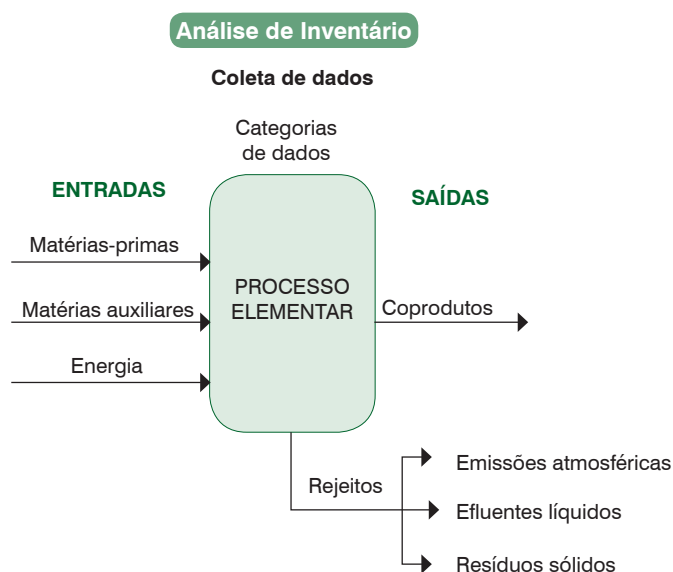 Análise de Inventário
Coleta de dados
Categorias
de dados
ENTRADAS
SAÍDAS
Matérias-primas
Matérias auxiliares
Energia
PROCESSO
ELEMENTAR
Coprodutos
Rejeitos
Emissões atmosféricas
Efluentes líquidos
Resíduos sólidos